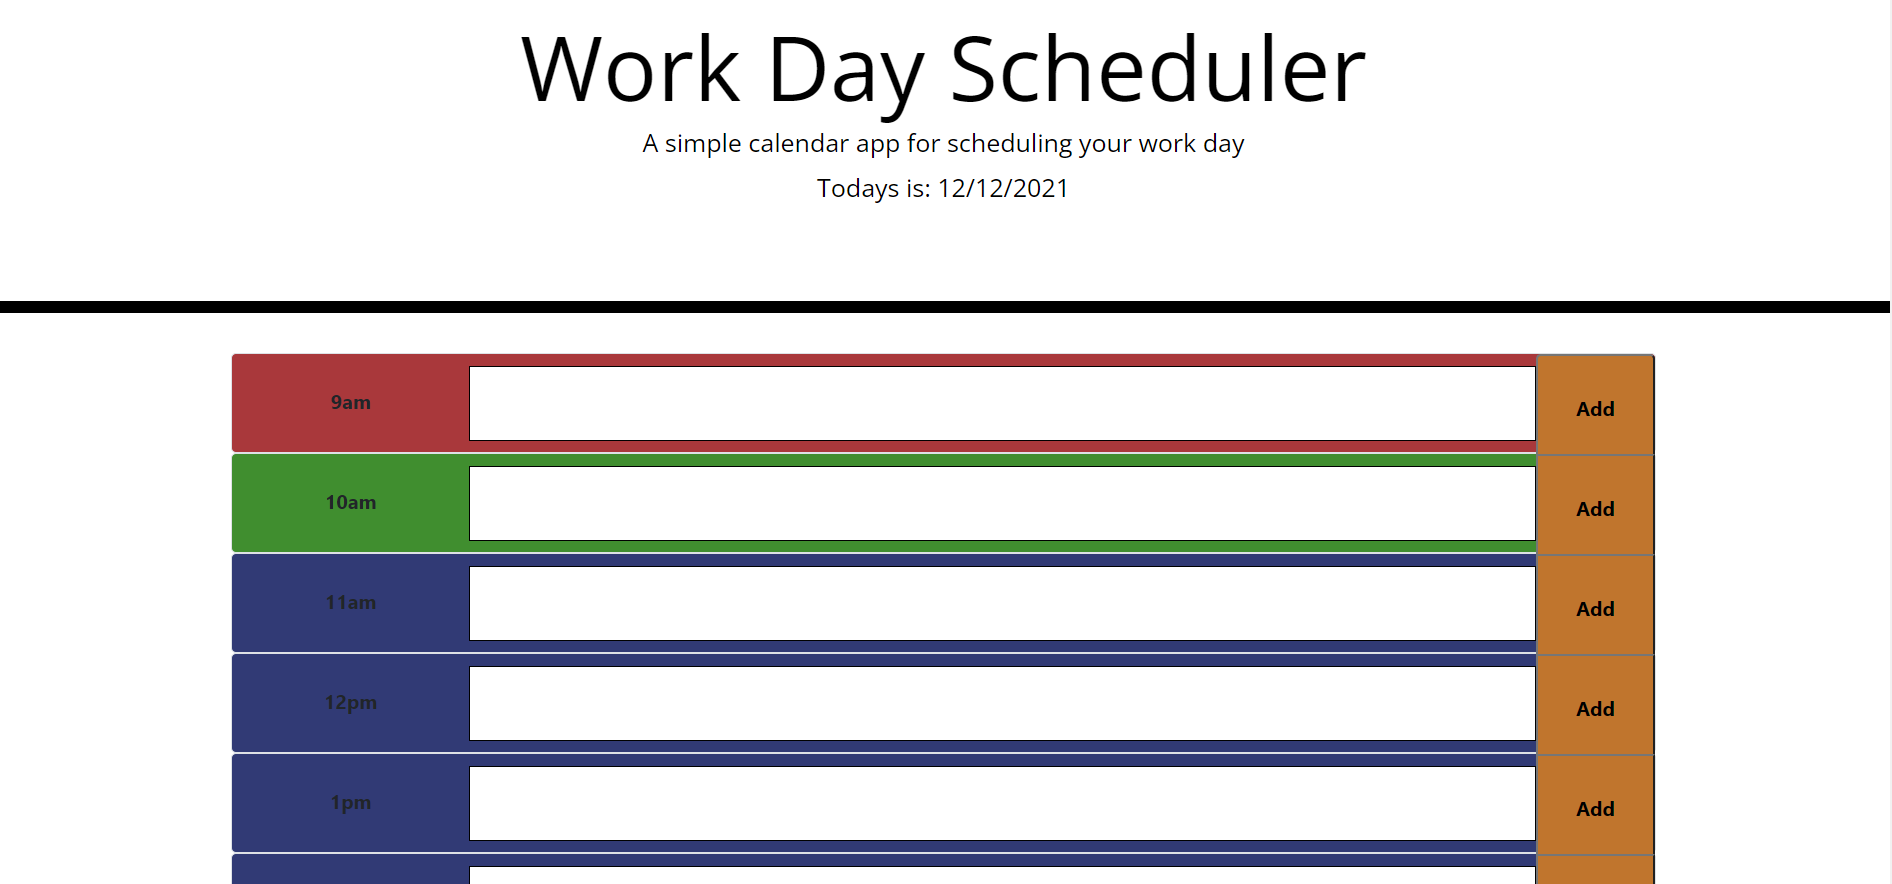 Work Day Scheduler
A simple calendar app for scheduling your work day
Todays is: 12/12/2021
9am
Add
10am
Add
11am
Add
12pm
Add
1pm
Add